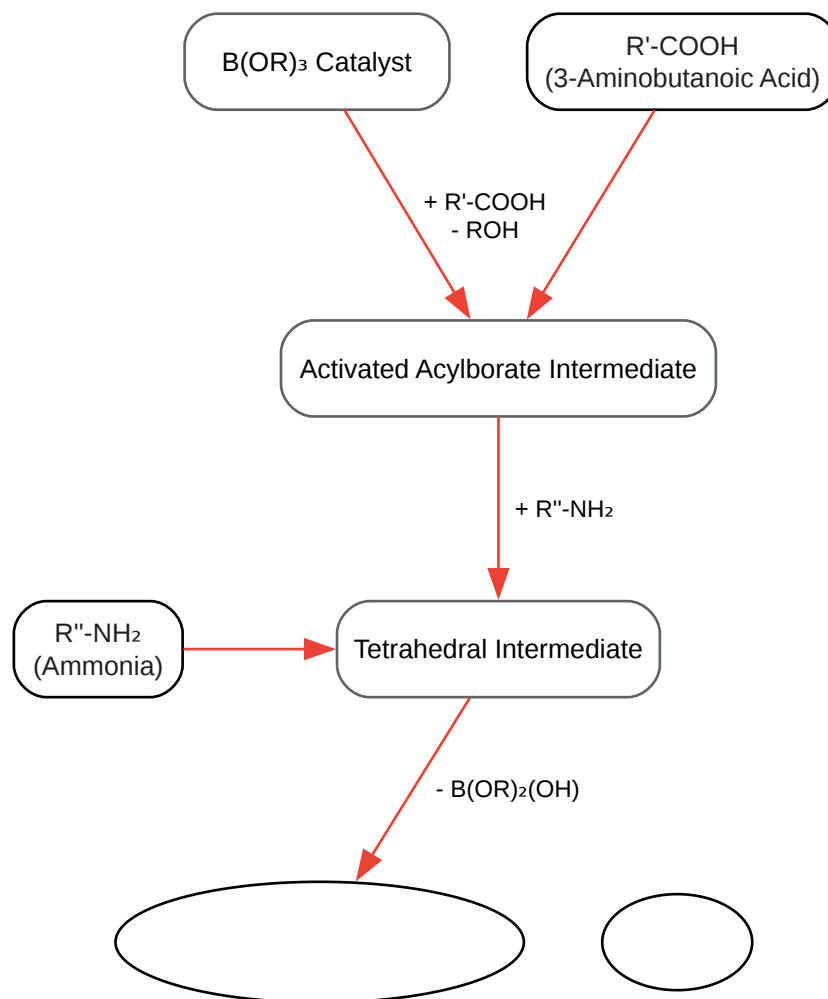 B(OR)₃ Catalyst
R'-COOH
(3-Aminobutanoic Acid)
+ R'-COOH
- ROH
Activated Acylborate Intermediate
+ R"-NH₂
R"-NH₂
(Ammonia)
Tetrahedral Intermediate
- B(OR)₂(OH)